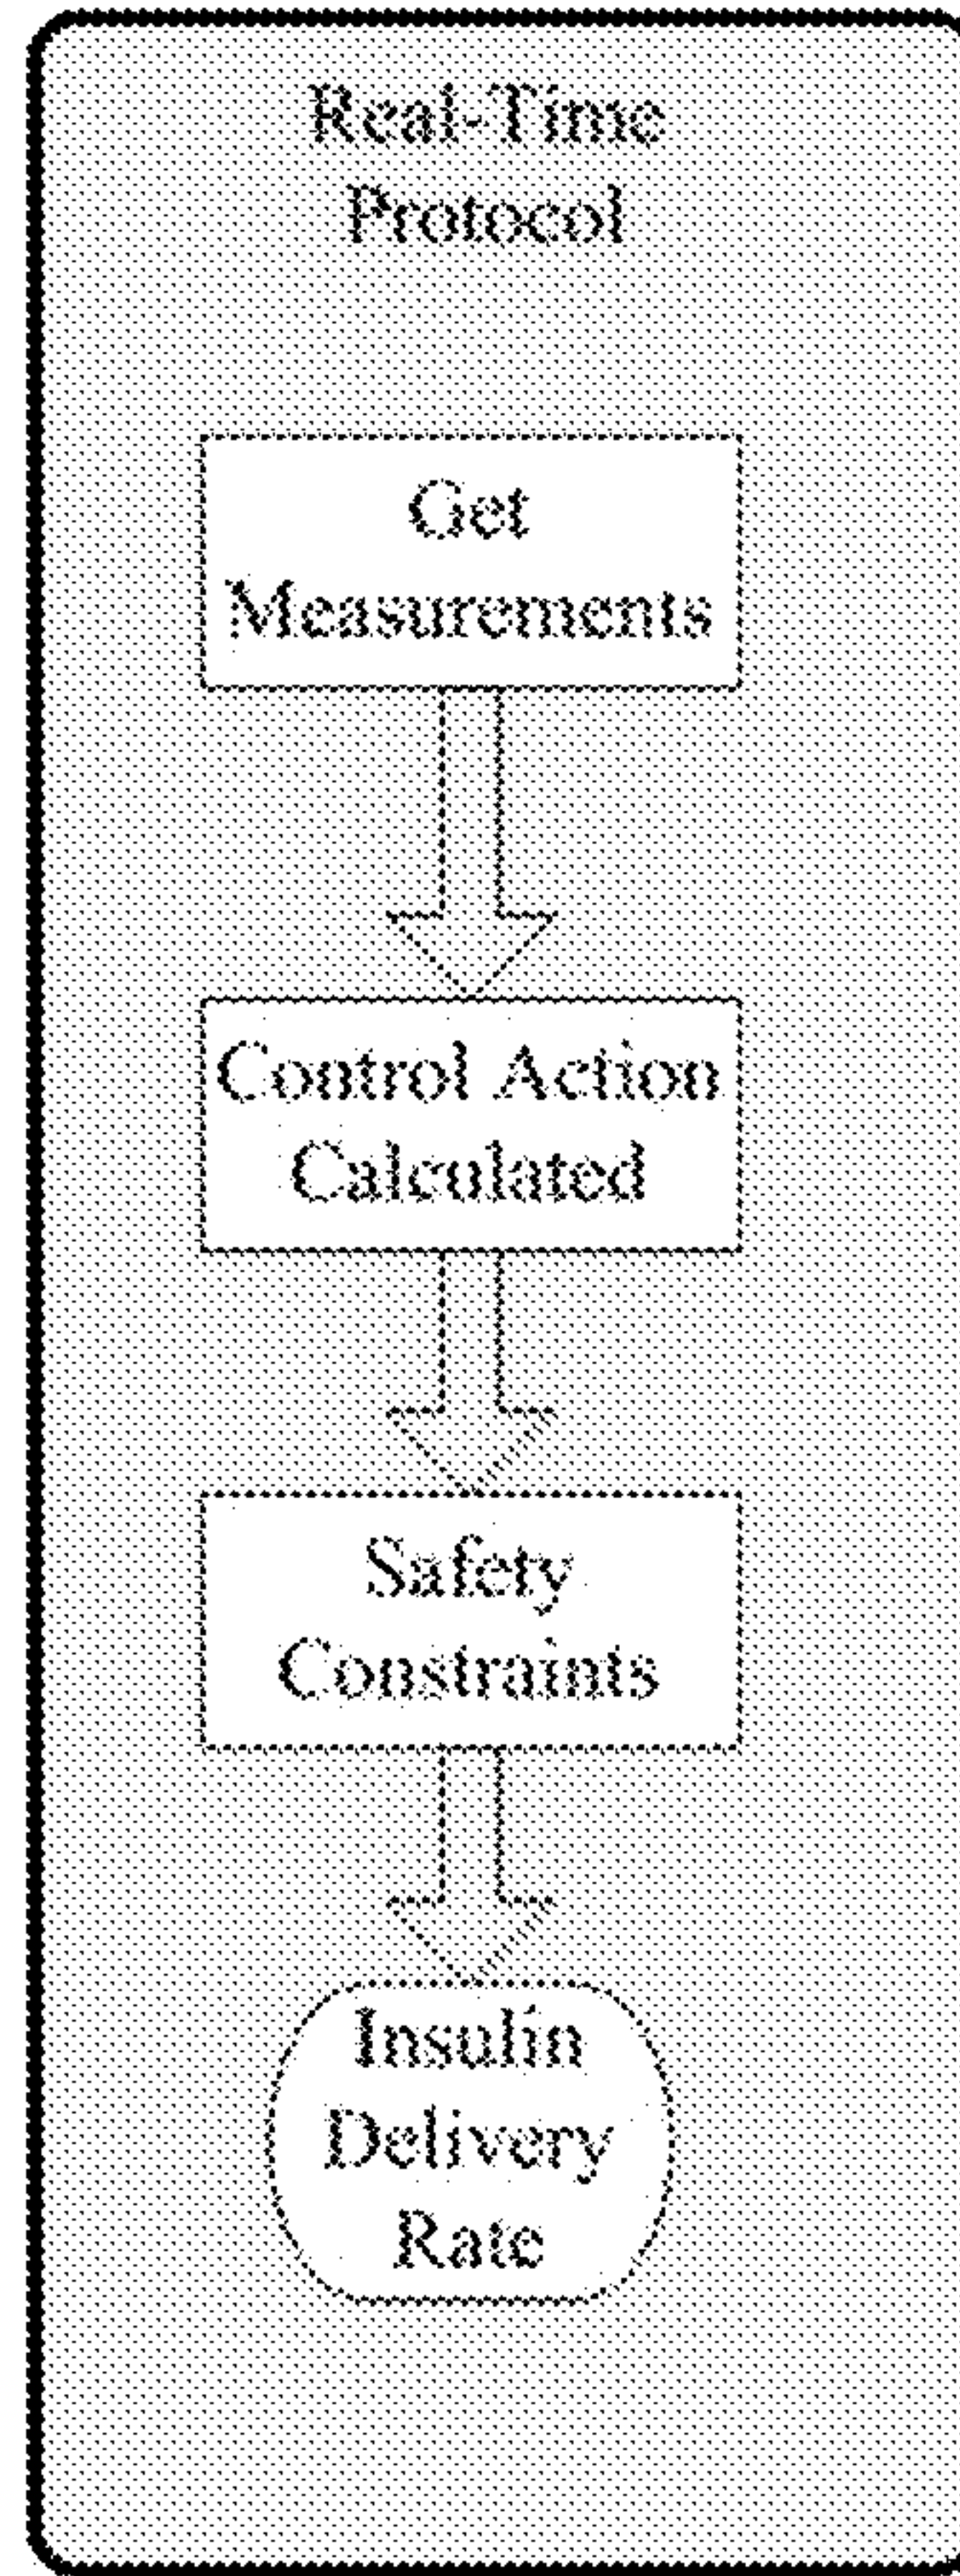 Real-Time
Protocol
Get
Measurements
Control Action
Calculated
Safety
Constraints
Insulin
Delivery
Rate